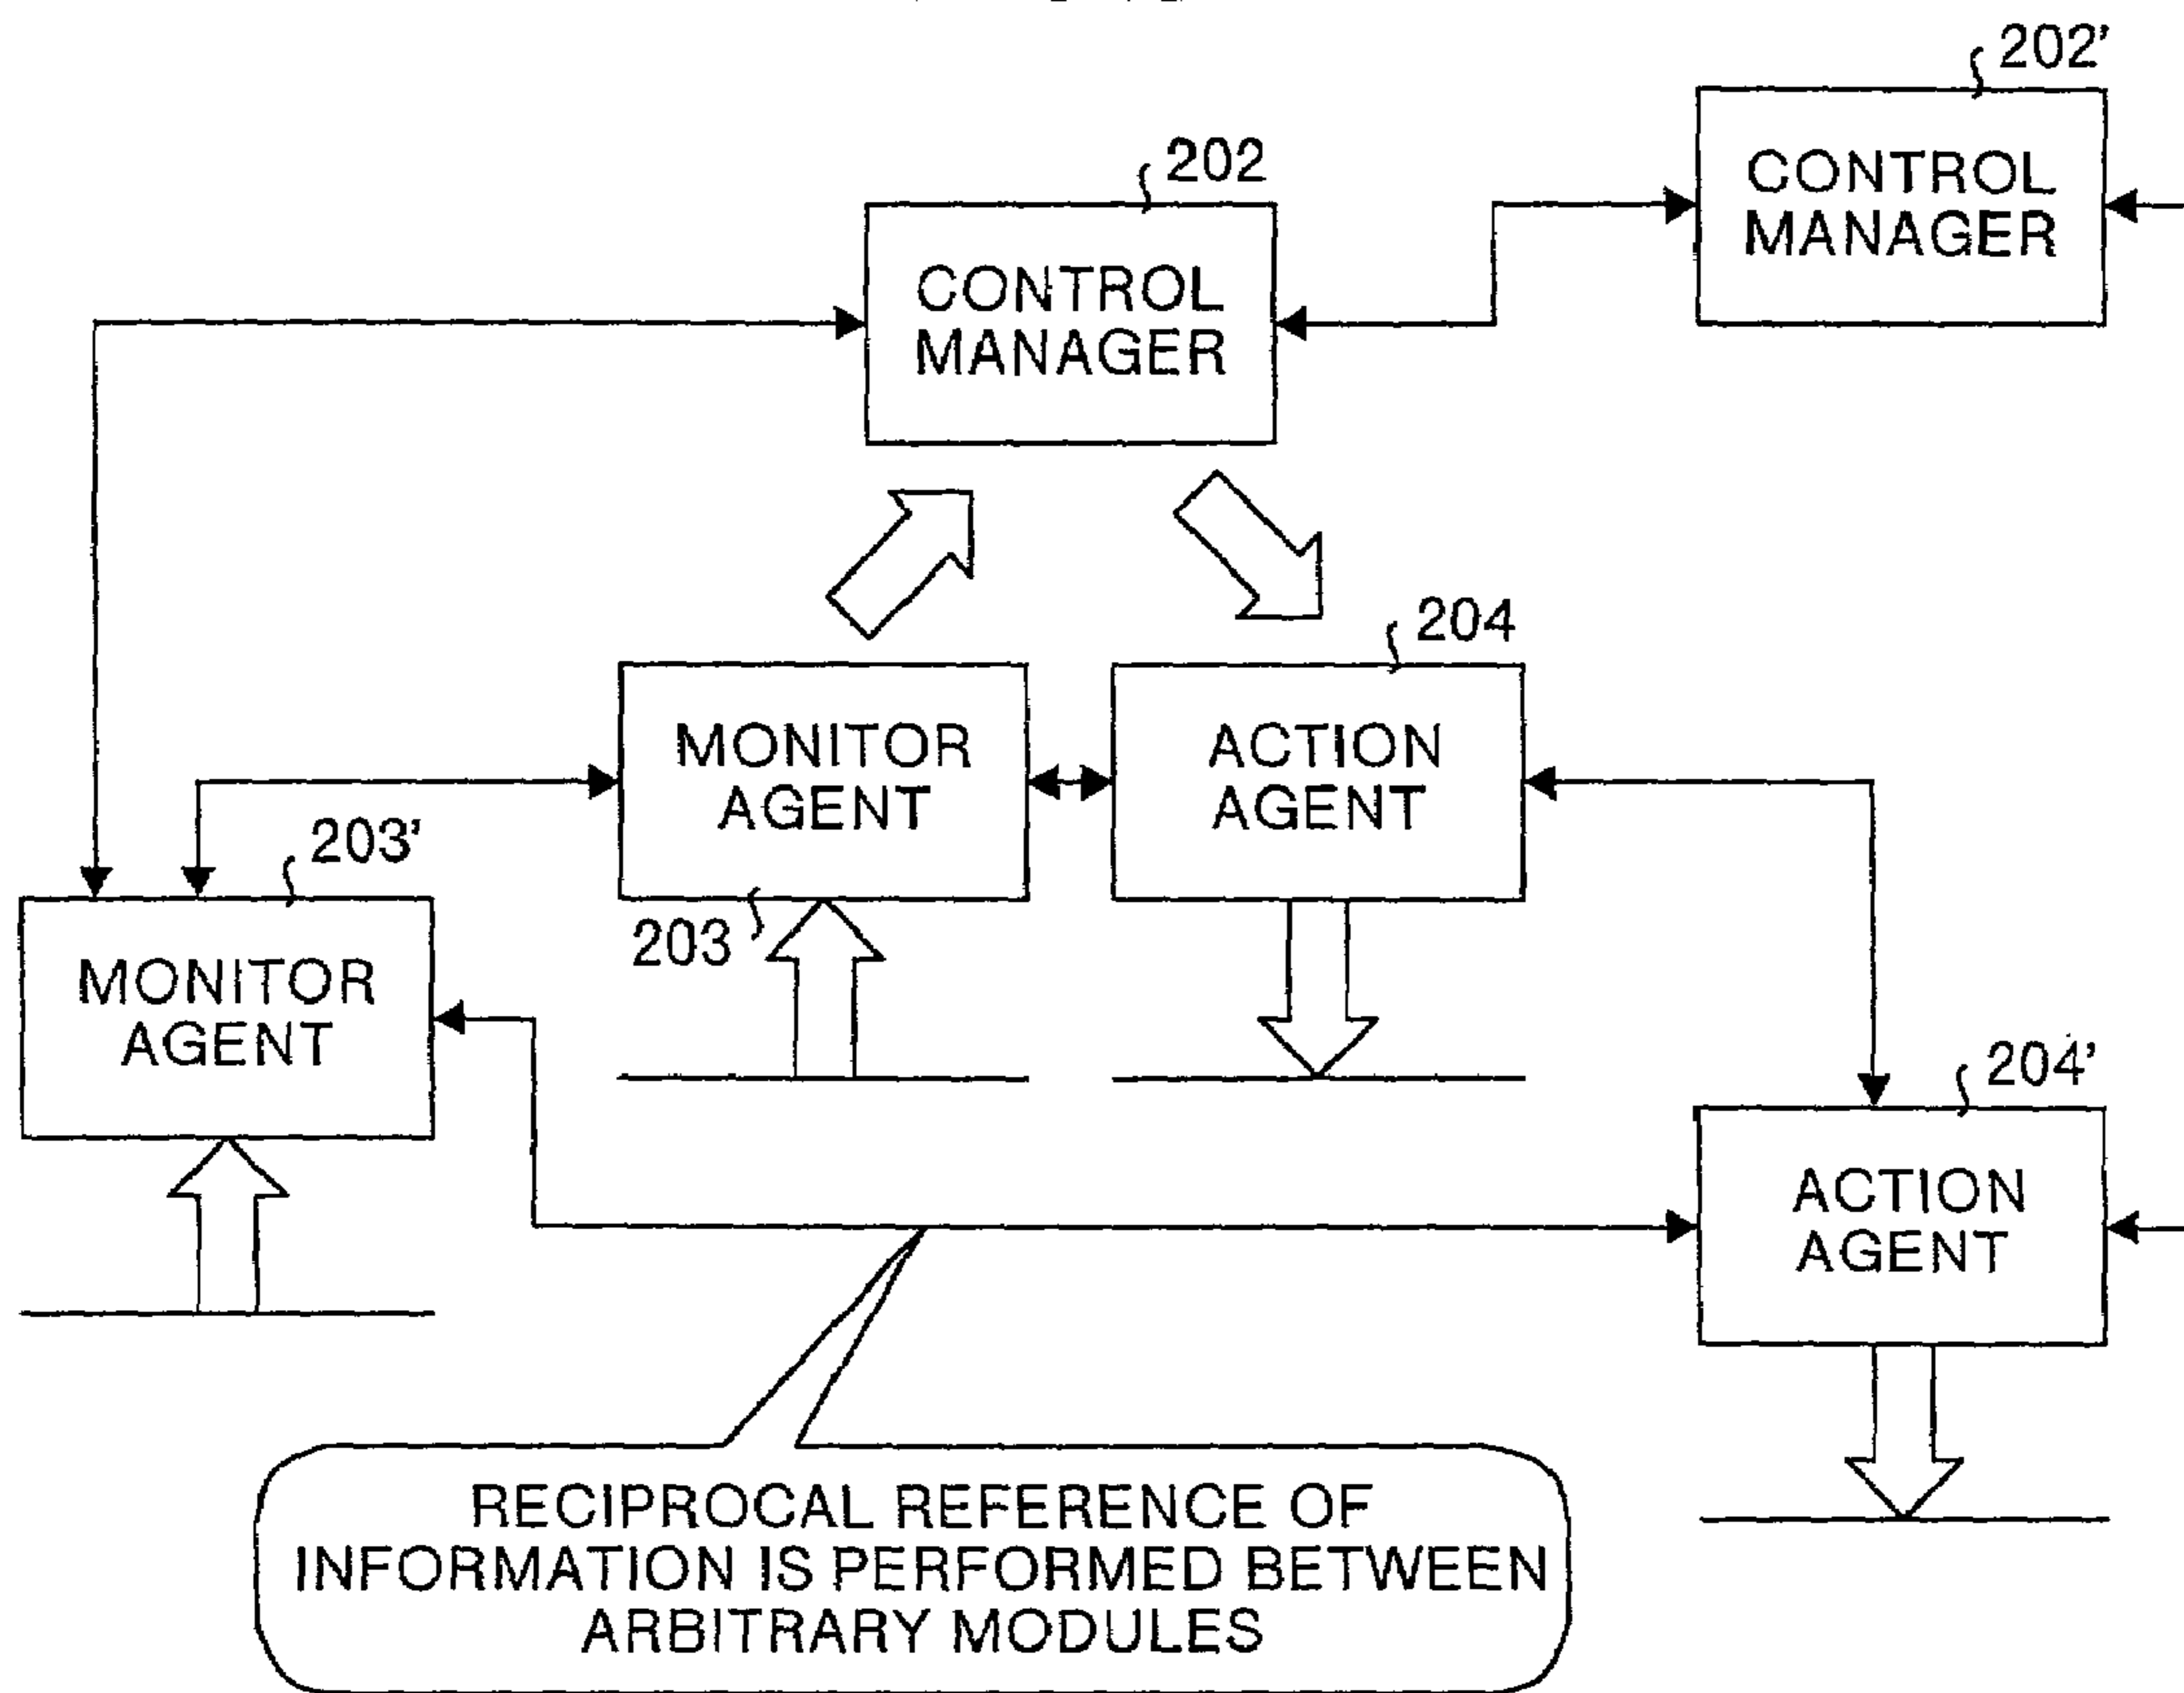 202'
CONTROL
MANAGER
202
CONTROL
MANAGER
204
MONITOR
AGENT
ACTION
AGENT
203'
203
MONITOR
AGENT
204'
ACTION
AGENT
RECIPROCAL REFERENCE OF
INFORMATION IS PERFORMED BETWEEN
ARBITRARY MODULES